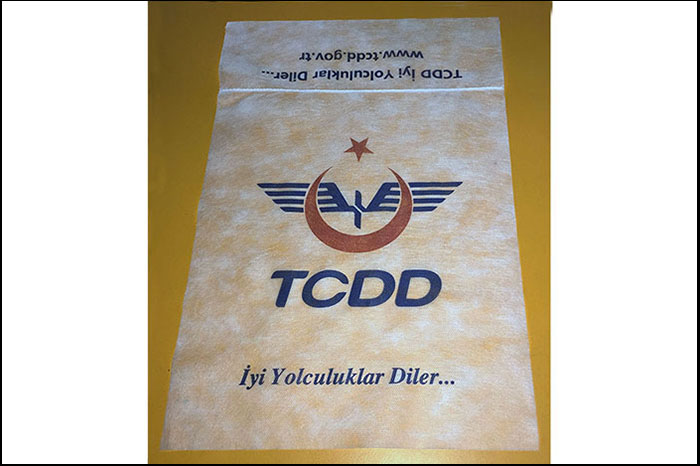 TCDD İyi Yolculuklar Diler...
www.tcdd.gov.tr
TCDD
İyi Yolculuklar Diler...